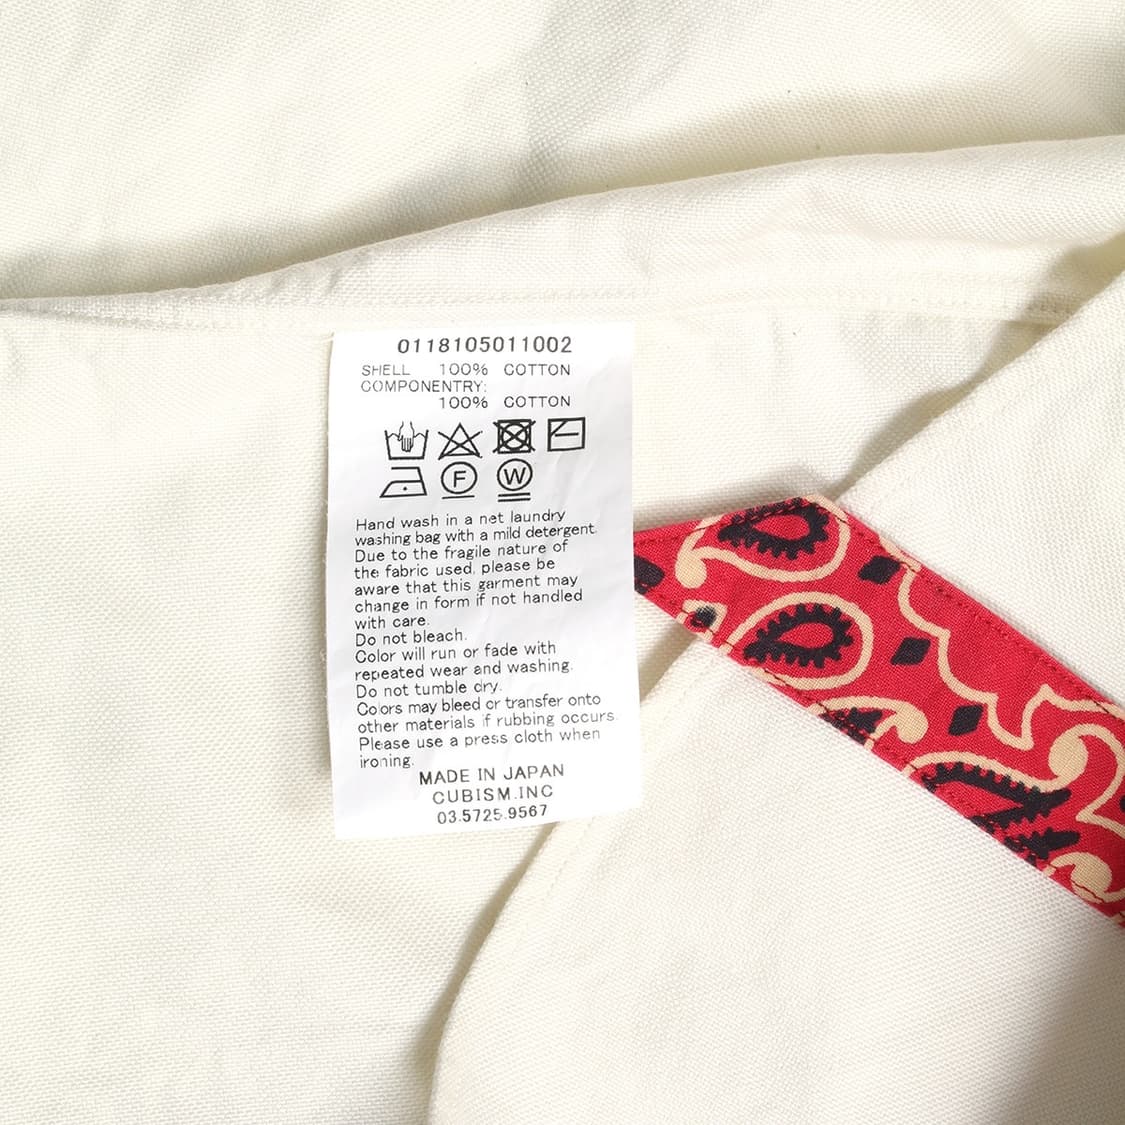 0118105011002
SHELL 100% COTTON
COMPONENTRY:
100% COTTON
F W
Hand wash in a net laundry
washing bag with a mild detergent.
Due to the fragile nature of
the fabric used, please be
aware that this garment may
change in form if not handled
with care.
Do not bleach.
Color will run or fade with
repeated wear and washing.
Do not tumble dry.
Colors may bleed or transfer onto
other materials if rubbing occurs.
Please use a press cloth when
ironing.
MADE IN JAPAN
CUBISM.INC
03.5725.9567